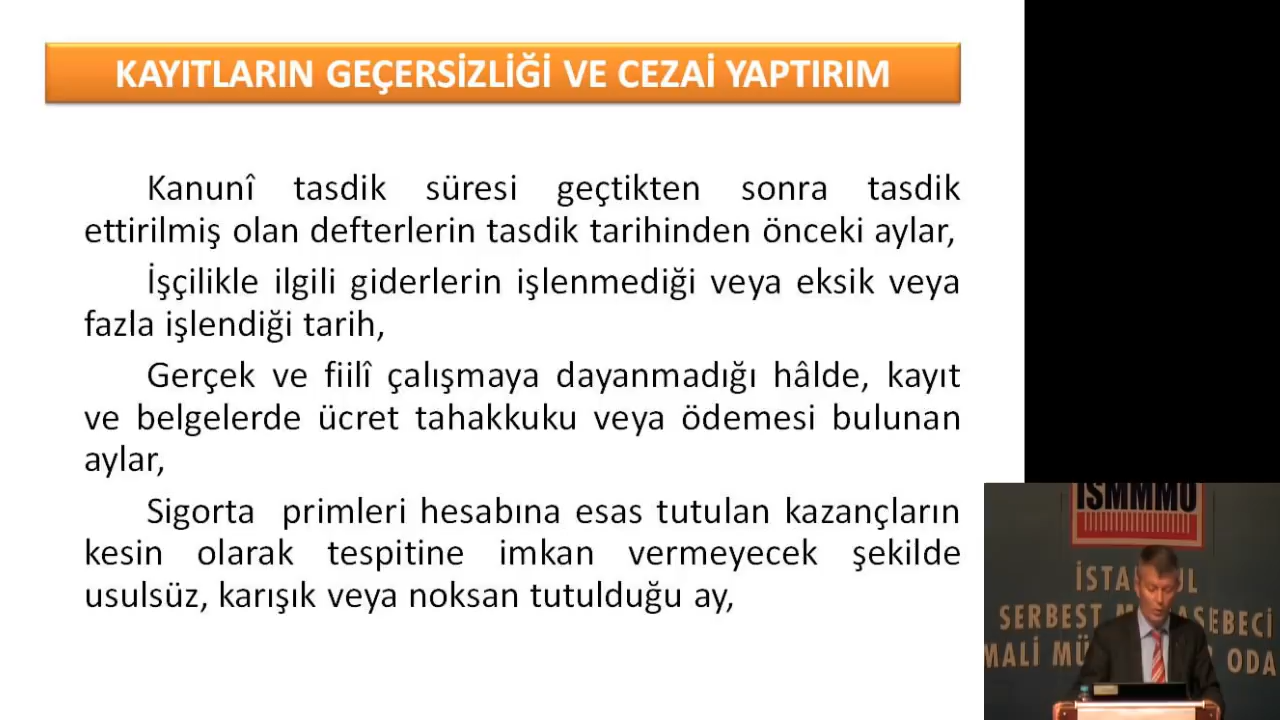 KAYITLARIN GEÇERSİZLİĞİ VE CEZAİ YAPTIRIM
Kanunî tasdik süresi geçtikten sonra tasdik
ettirilmiş olan defterlerin tasdik tarihinden önceki aylar,
İşçilikle ilgili giderlerin işlenmediği veya eksik veya
fazla işlendiği tarih,
Gerçek ve fiilî çalışmaya dayanmadığı hâlde, kayıt
ve belgelerde ücret tahakkuku veya ödemesi bulunan
aylar,
Sigorta primleri hesabına esas tutulan kazançların
kesin olarak tespitine imkan vermeyecek şekilde
usulsüz, karışık veya noksan tutulduğu ay,
İSMMMO
İSTANBUL
SERBEST
MALİ